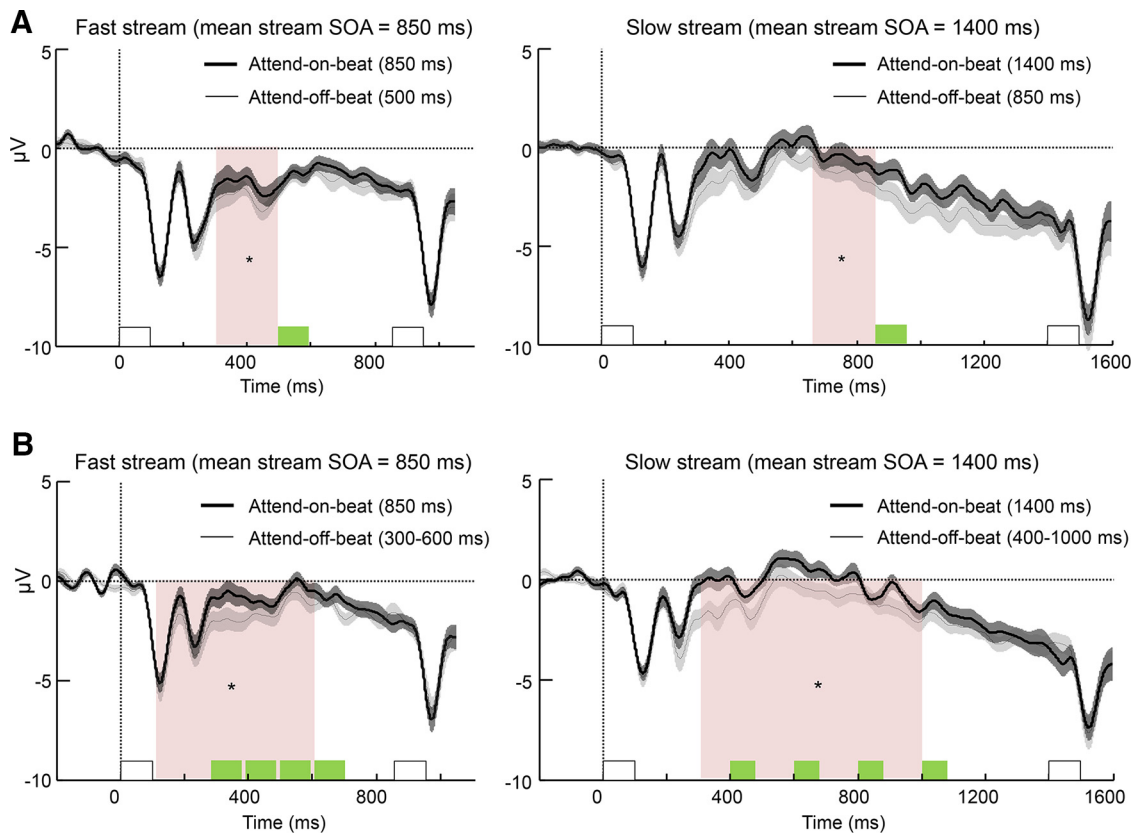 A
Fast stream (mean stream SOA = 850 ms)
Attend-on-beat (850 ms)
Attend-off-beat (500 ms)
5
0
-5
-10
µV
*
0 400 800
Time (ms)
Slow stream (mean stream SOA = 1400 ms)
Attend-on-beat (1400 ms)
Attend-off-beat (850 ms)
5
0
-5
-10
*
0 400 800 1200 1600
Time (ms)
B
Fast stream (mean stream SOA = 850 ms)
Attend-on-beat (850 ms)
Attend-off-beat (300-600 ms)
5
0
-5
-10
µV
*
0 400 800
Time (ms)
Slow stream (mean stream SOA = 1400 ms)
Attend-on-beat (1400 ms)
Attend-off-beat (400-1000 ms)
5
0
-5
-10
*
0 400 800 1200 1600
Time (ms)